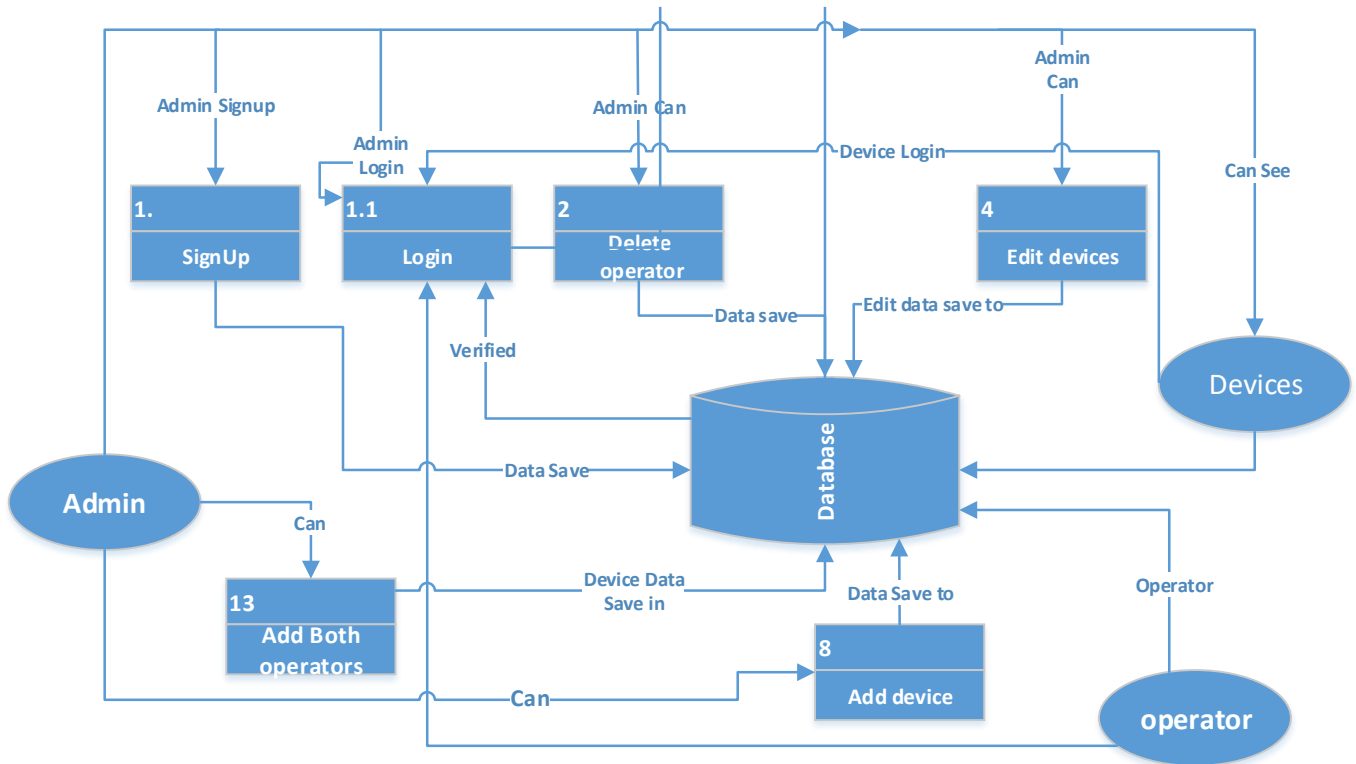 Admin
Can
Admin Signup
Admin Can
Device Login
Admin
Login
Can See
1.
SignUp
1.1
Login
2
Delete
operator
4
Edit devices
Data save
Edit data save to
Verified
Devices
Database
Data Save
Admin
Can
13
Add Both
operators
Device Data
Save in
Data Save to
Operator
8
Add device
Can
operator